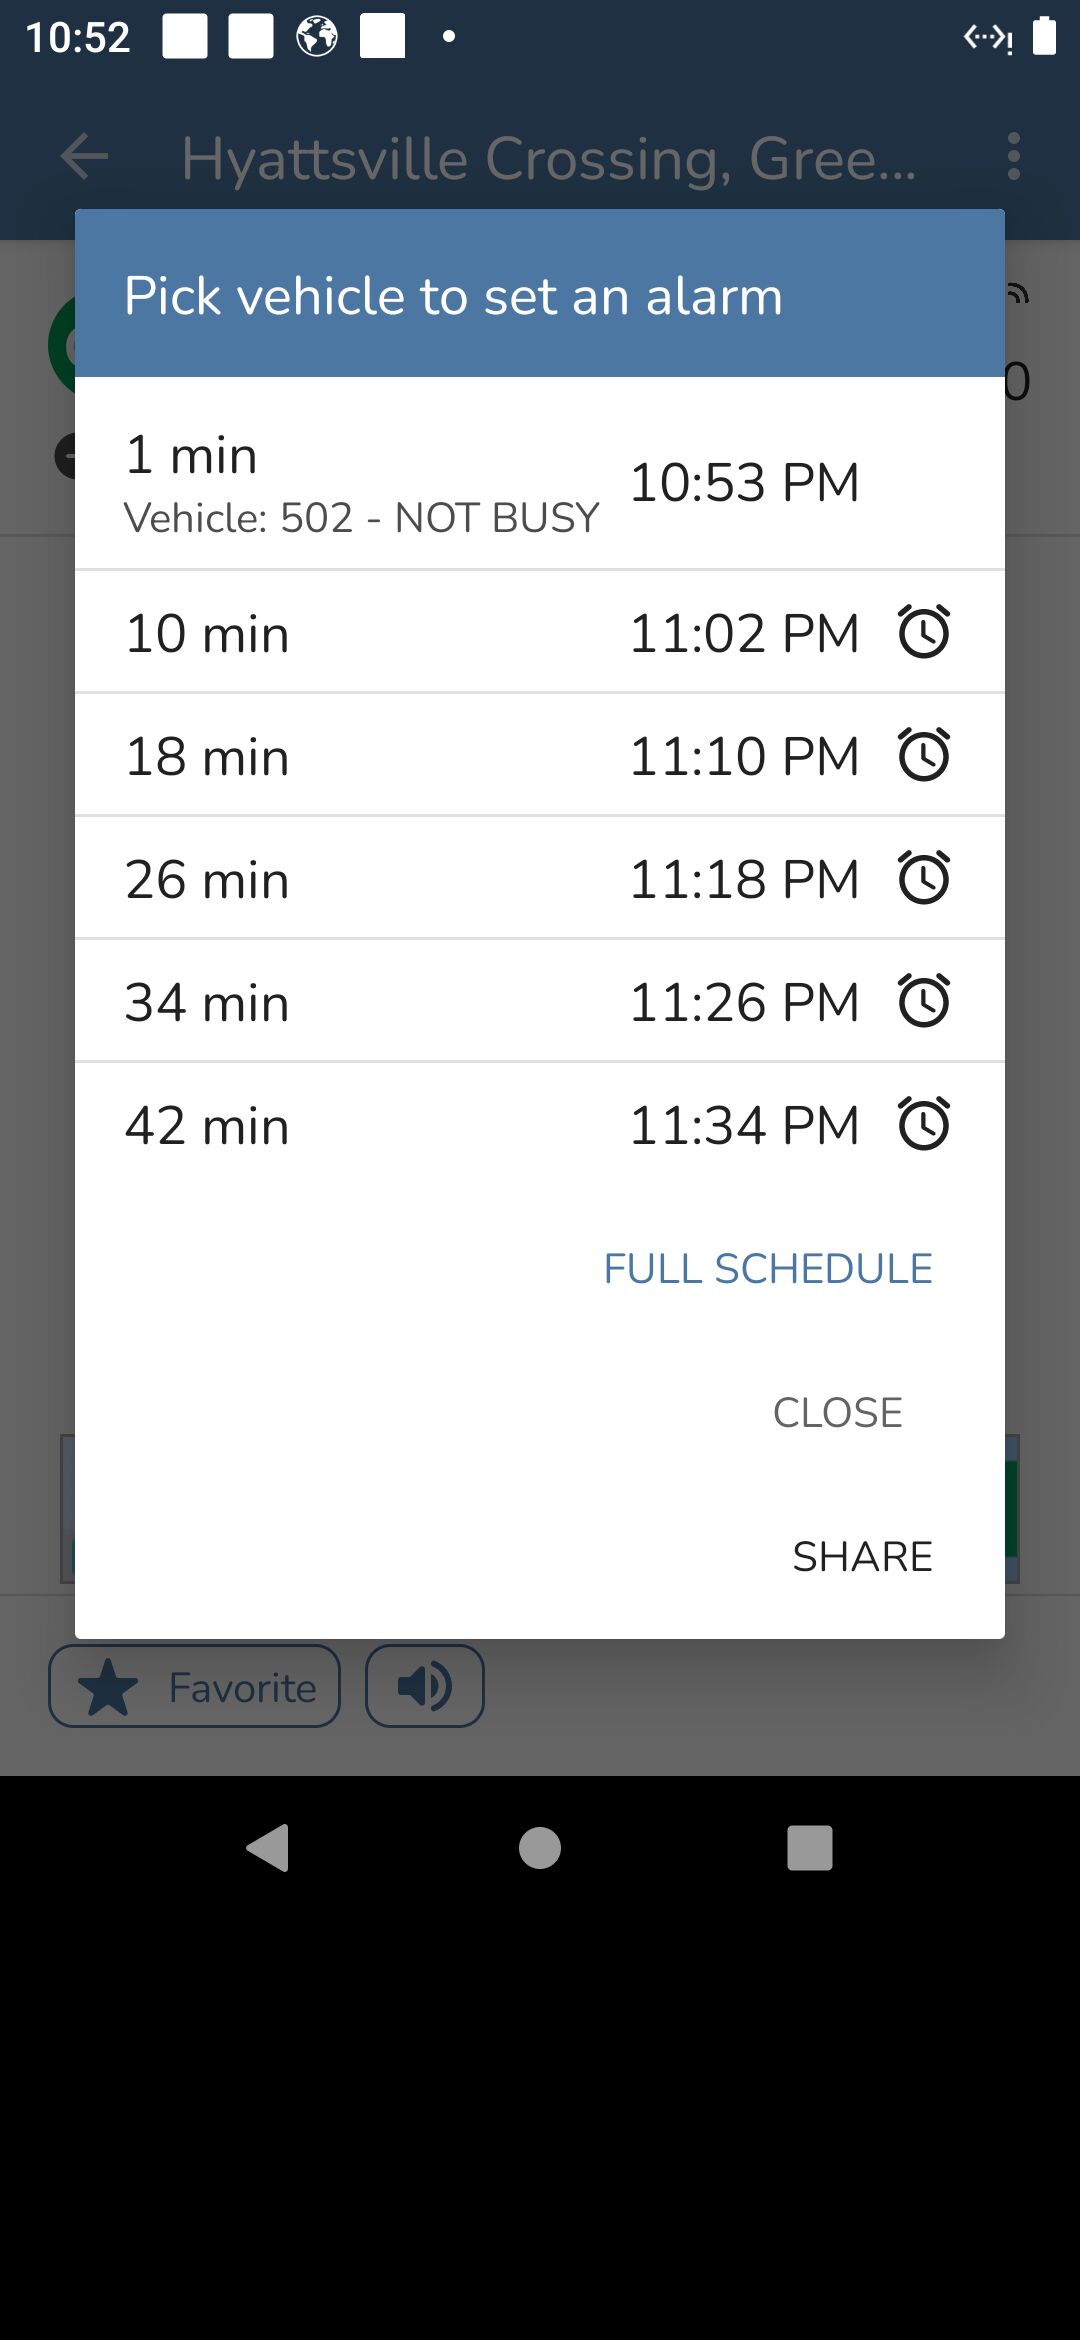 10:52
Hyattsville Crossing, Gree...
Pick vehicle to set an alarm
0
1 min
10:53 PM
Vehicle: 502 - NOT BUSY
10 min 11:02 PM
18 min 11:10 PM
26 min 11:18 PM
34 min 11:26 PM
42 min 11:34 PM
FULL SCHEDULE
CLOSE
SHARE
Favorite